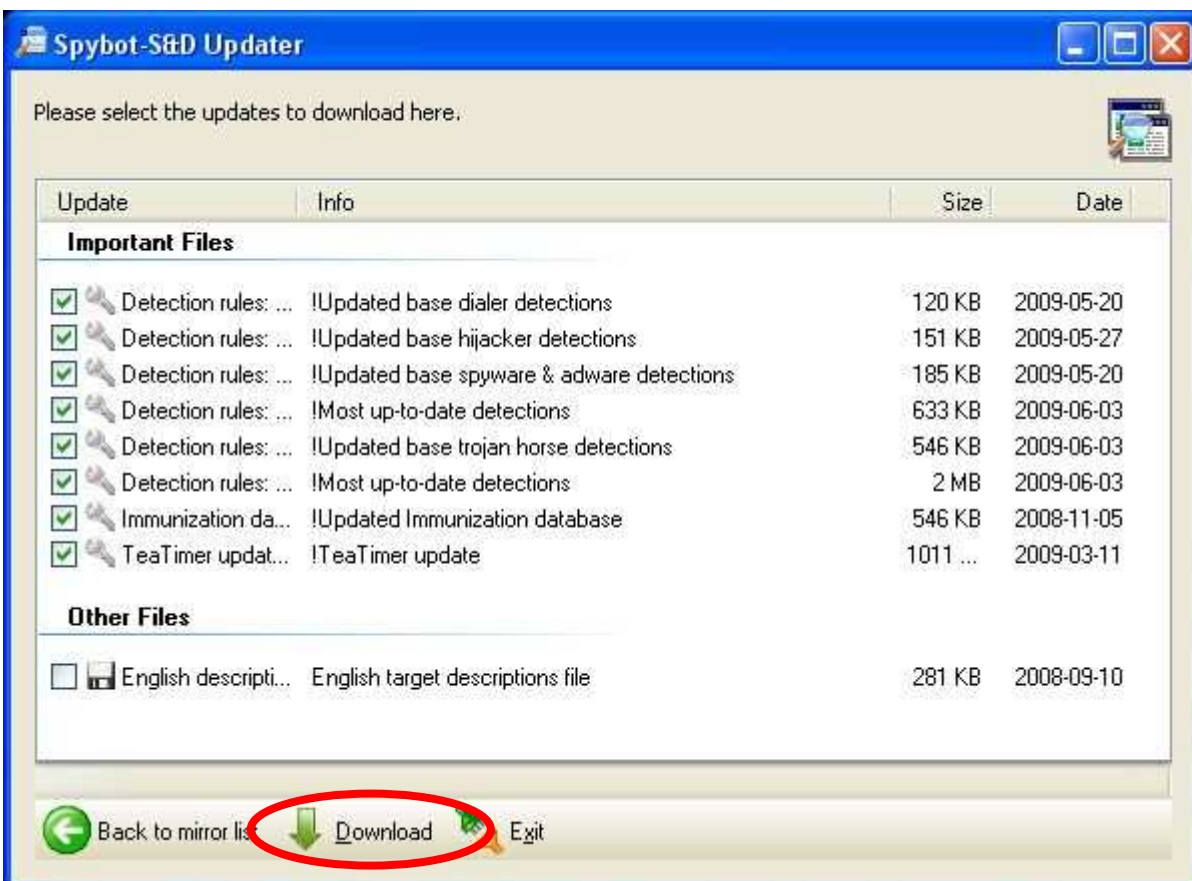 Spybot-S&D Updater
Please select the updates to download here.
Update Info Size Date
Important Files
Detection rules: ... !Updated base dialer detections 120 KB 2009-05-20
Detection rules: ... !Updated base hijacker detections 151 KB 2009-05-27
Detection rules: ... !Updated base spyware & adware detections 185 KB 2009-05-20
Detection rules: ... !Most up-to-date detections 633 KB 2009-06-03
Detection rules: ... !Updated base trojan horse detections 546 KB 2009-06-03
Detection rules: ... !Most up-to-date detections 2 MB 2009-06-03
Immunization da... !Updated Immunization database 546 KB 2008-11-05
TeaTimer updat... !TeaTimer update 1011 ... 2009-03-11
Other Files
English descripti... English target descriptions file 281 KB 2008-09-10
Back to mirror list Download Exit